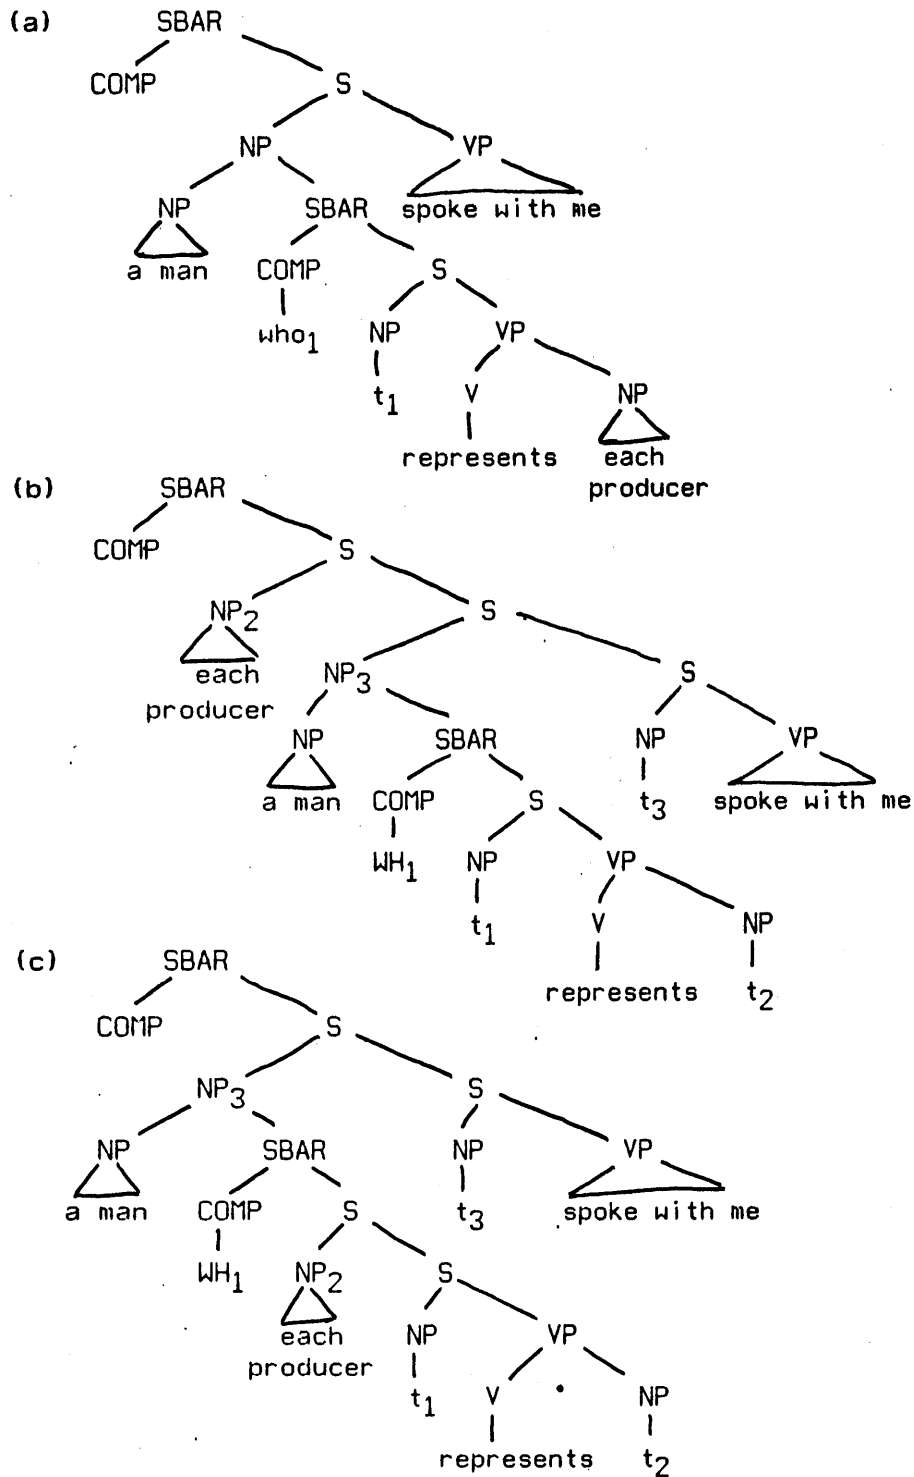 (a) SBAR
COMP S
NP VP
NP SBAR spoke with me
a man COMP S
who1 NP VP
t1 V NP
represents each
producer
(b) SBAR
COMP S
NP2 S
each NP3 S
producer NP SBAR NP VP
a man COMP S t3 spoke with me
WH1 NP VP
t1 V NP
represents t2
(c) SBAR
COMP S
NP3 S
NP SBAR NP VP
a man COMP S t3 spoke with me
WH1 NP2 S
each NP VP
producer t1 V NP
represents t2